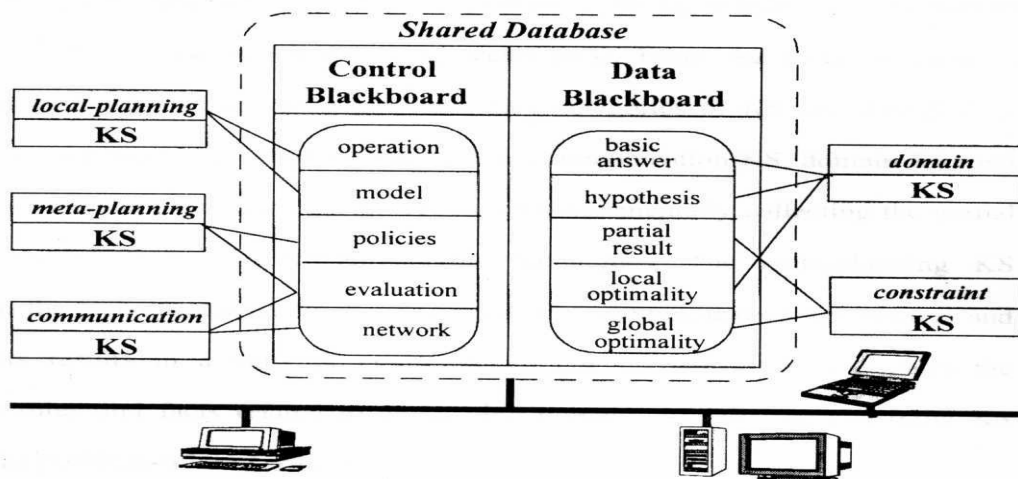 Shared Database
Control
Blackboard
Data
Blackboard
local-planning
KS
meta-planning
KS
communication
KS
operation
model
policies
evaluation
network
basic
answer
hypothesis
partial
result
local
optimality
global
optimality
domain
KS
constraint
KS